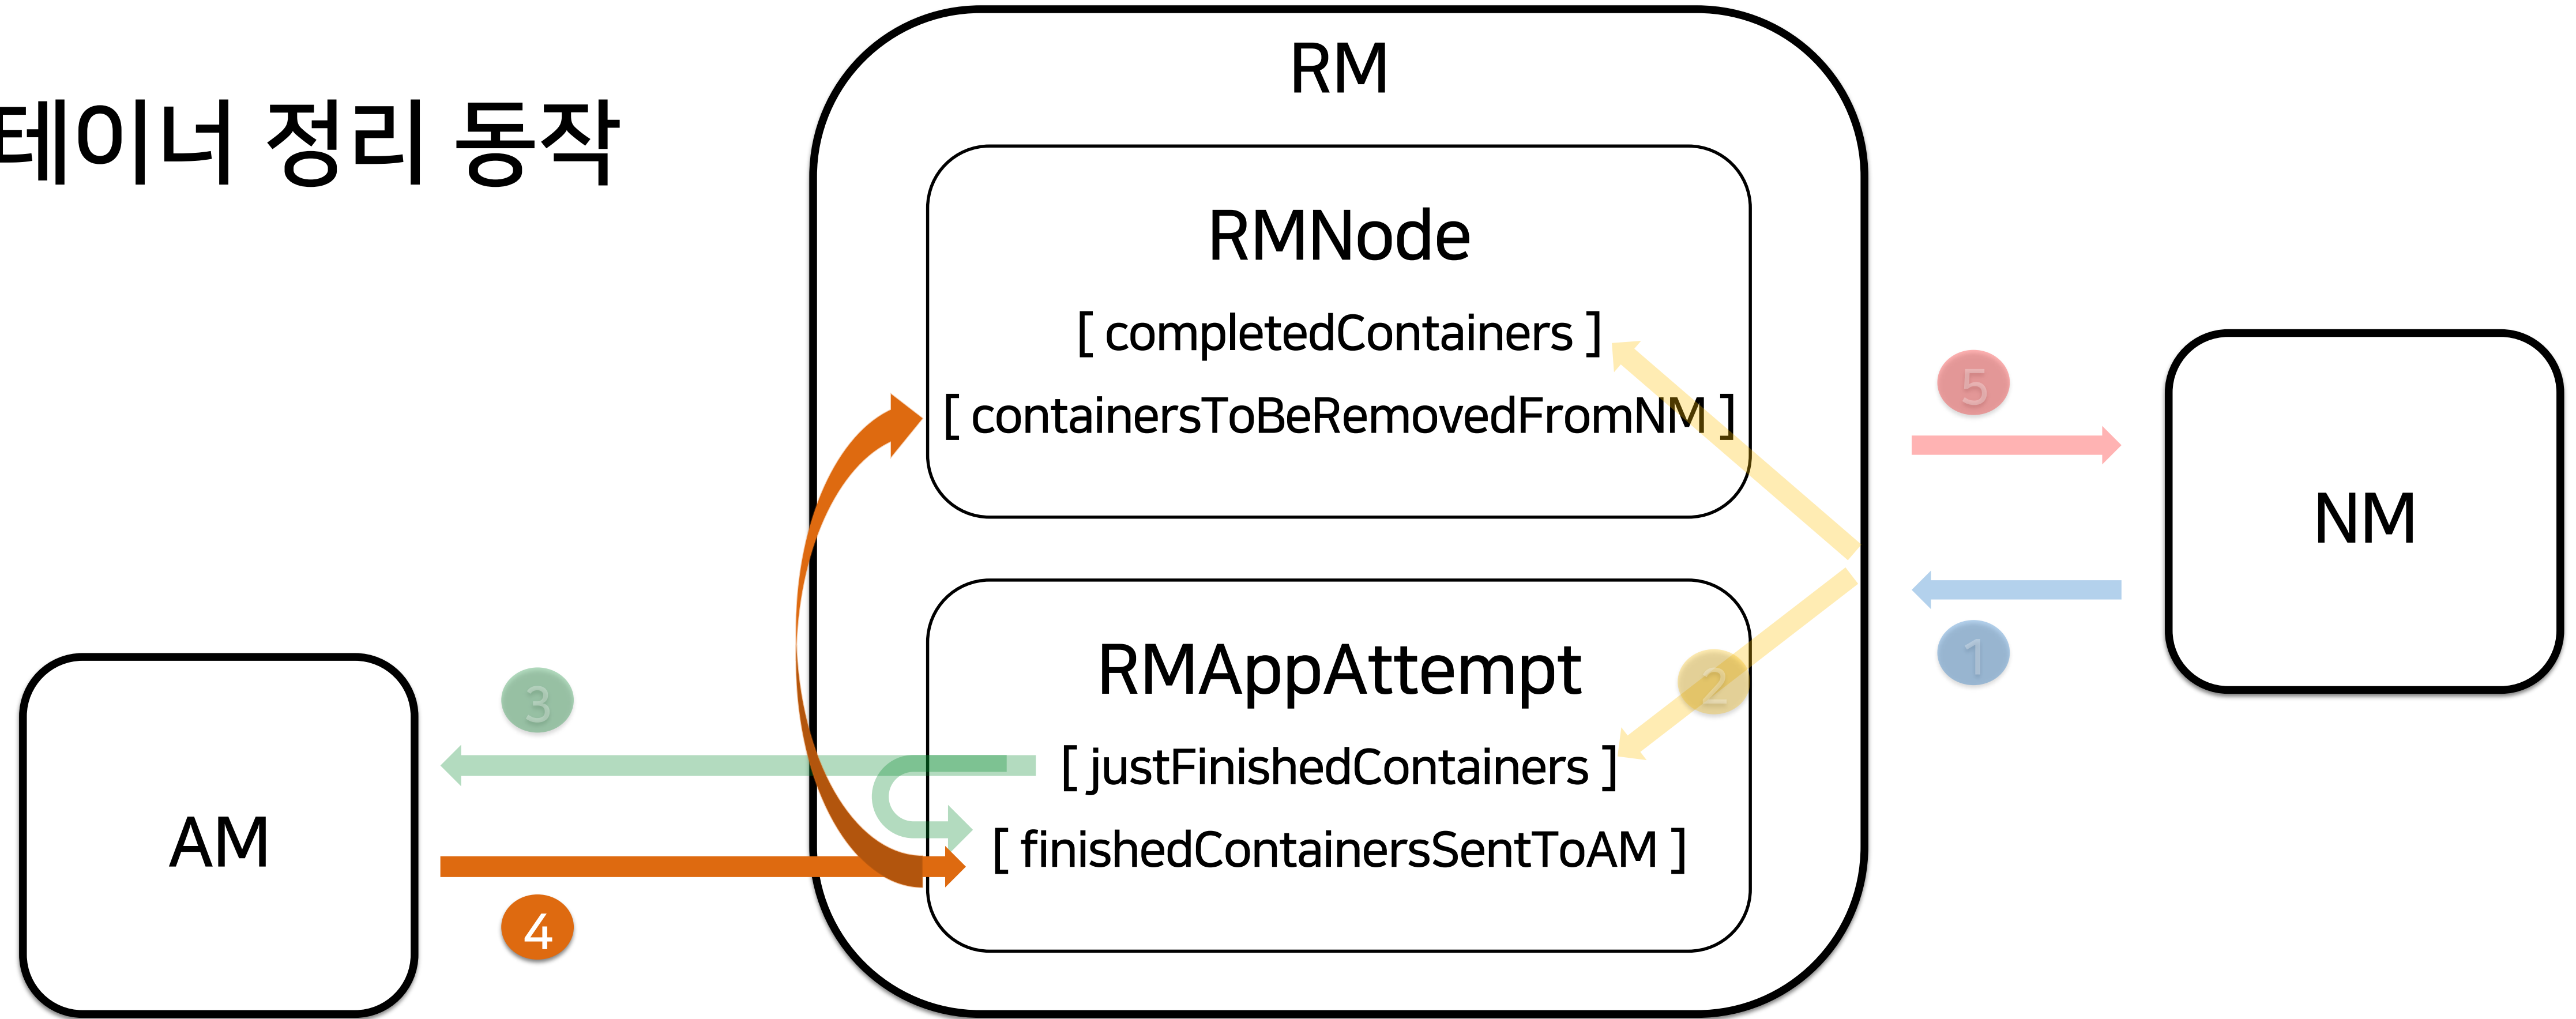 테이너 정리 동작
RM
RMNode
[ completedContainers ]
[ containersToBeRemovedFromNM ]
5
NM
1
RMAppAttempt
2
3
[ justFinishedContainers ]
AM
[ finishedContainersSentToAM ]
4